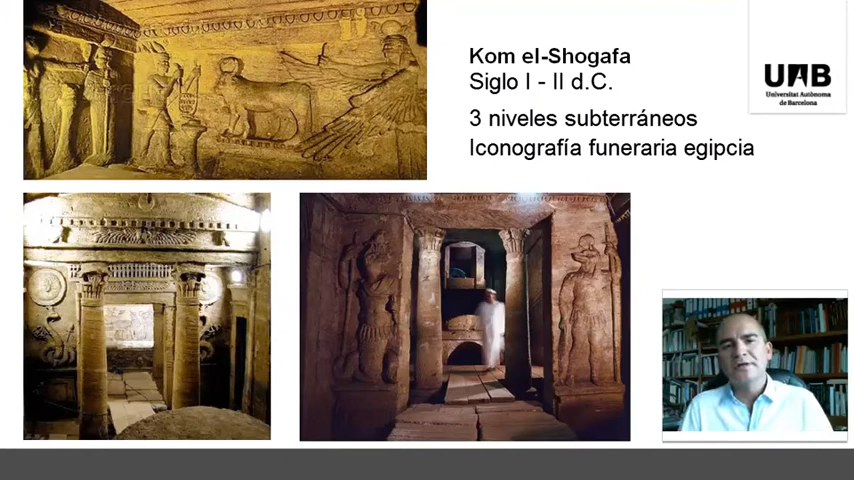 Kom el-Shogafa
Siglo I - II d.C.
3 niveles subterráneos
Iconografía funeraria egipcia
UAB
Universitat Autònoma
de Barcelona